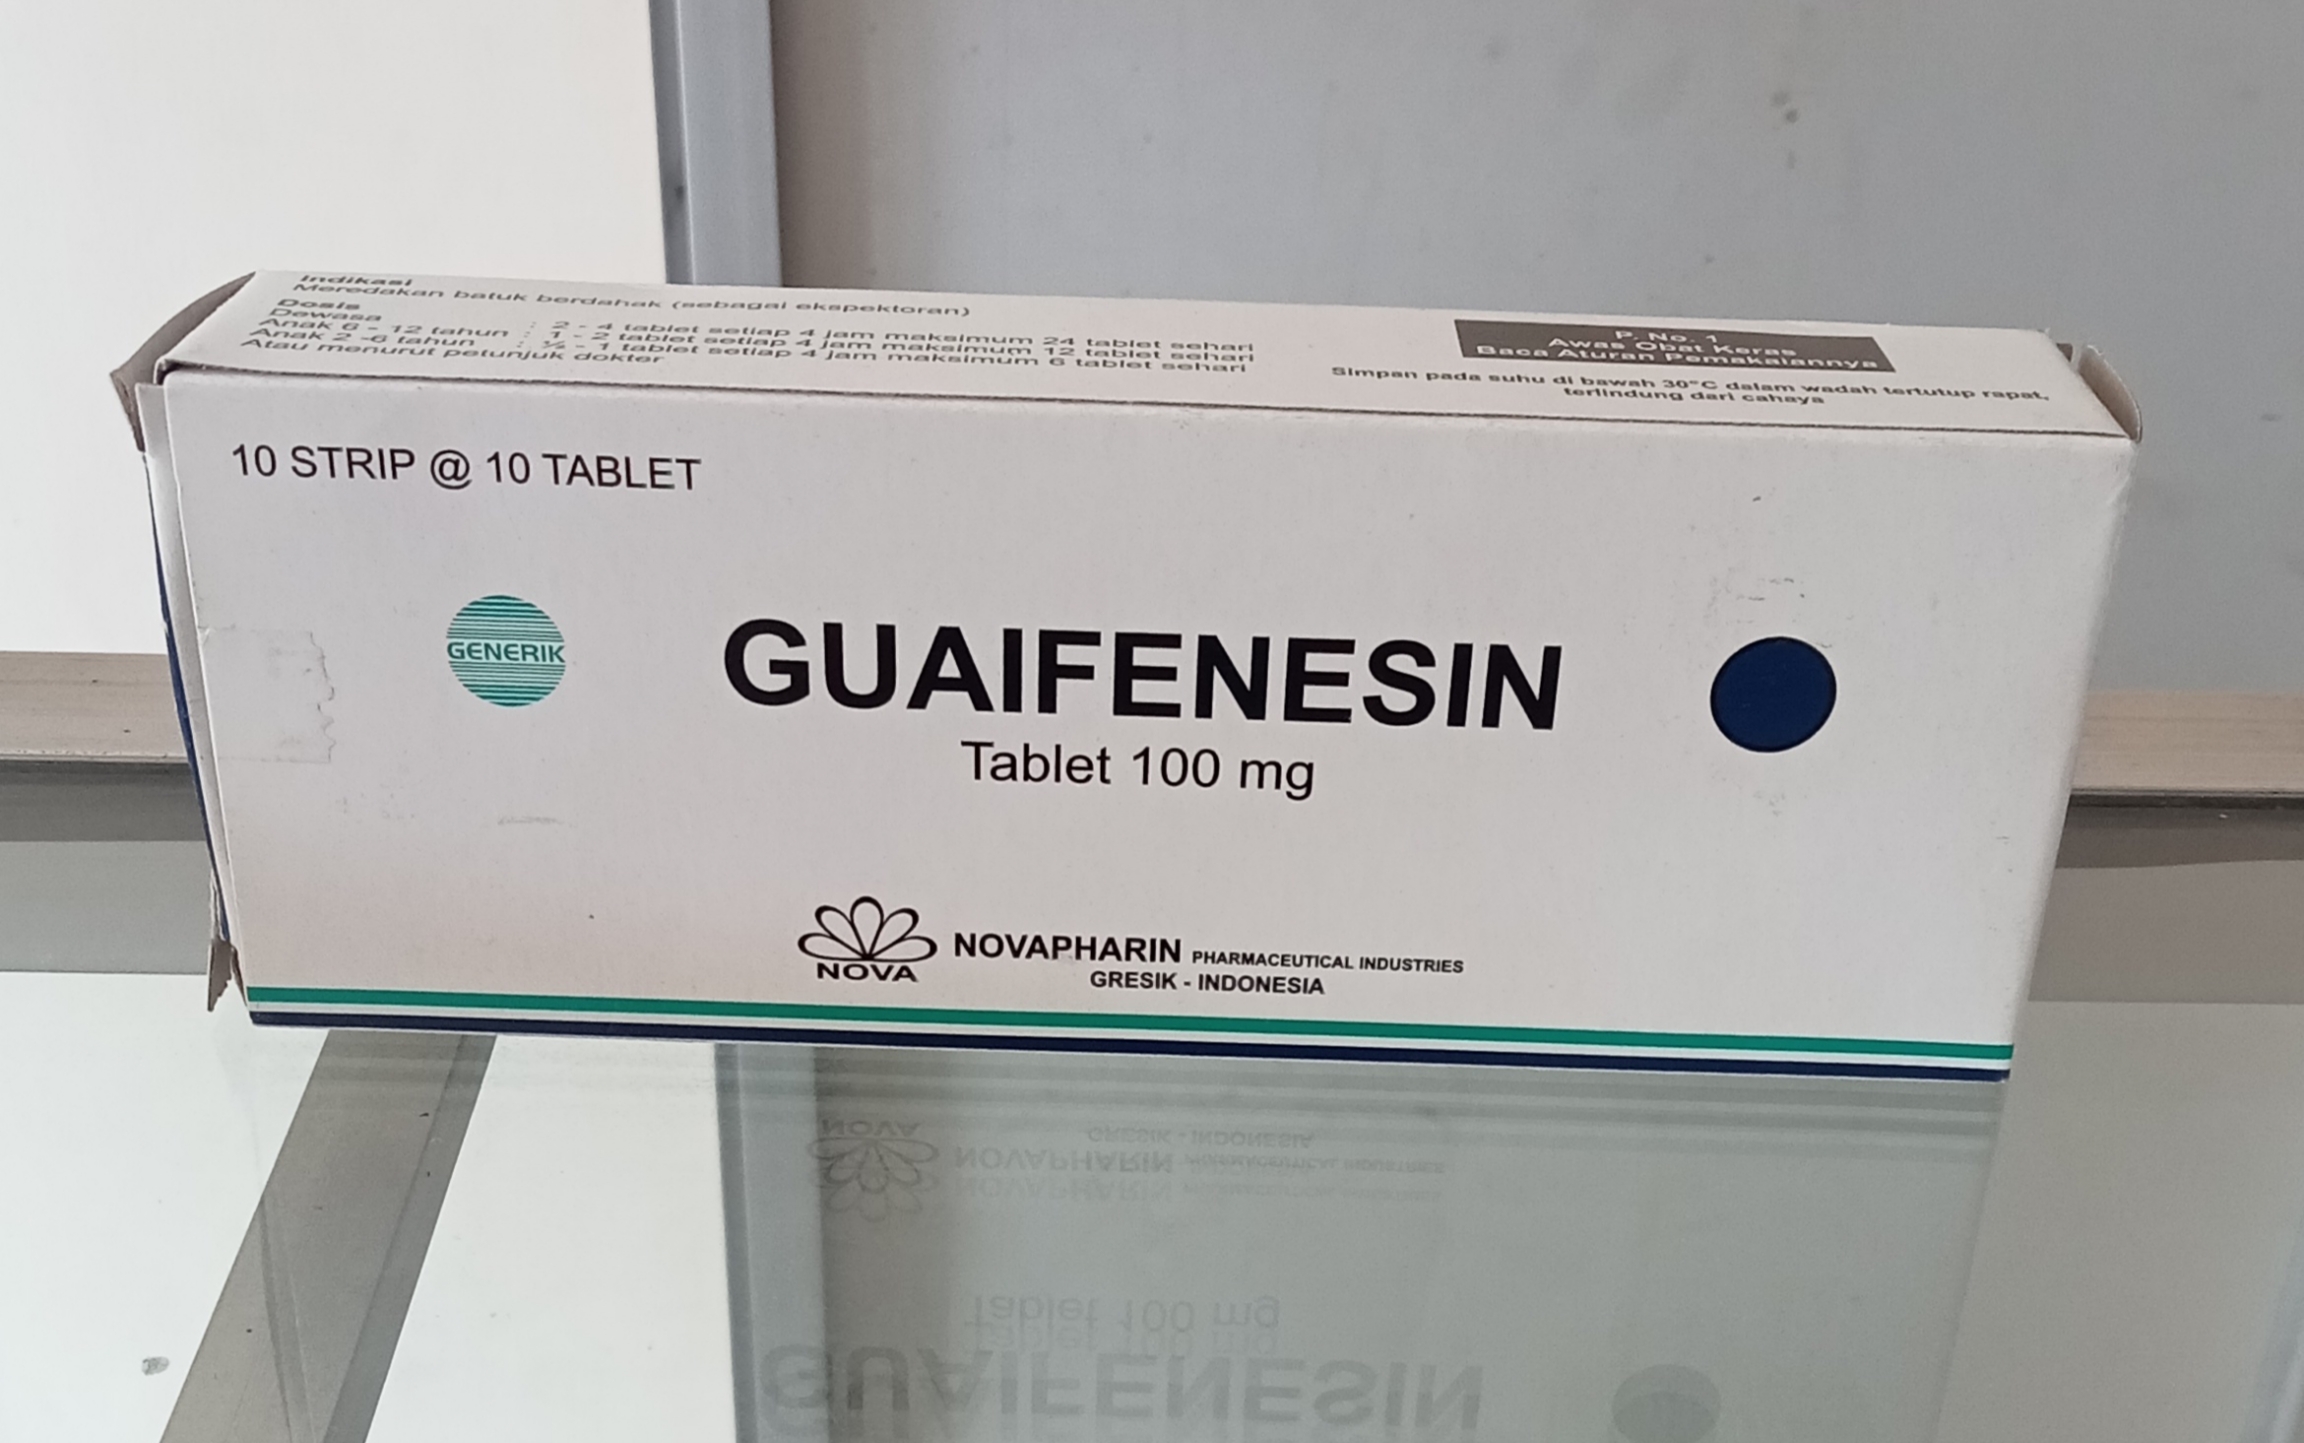 Indikasi
Meredakan batuk berdahak (sebagai ekspektoran)
Dosis
Dewasa : 2 - 4 tablet setiap 4 jam maksimum 24 tablet sehari
Anak 6 - 12 tahun : 1 - 2 tablet setiap 4 jam maksimum 12 tablet sehari
Anak 2 -6 tahun : ½ - 1 tablet setiap 4 jam maksimum 6 tablet sehari
Atau menurut petunjuk dokter
P. No. 1
Awas Obat Keras
Baca Aturan Pemakaiannya
Simpan pada suhu di bawah 30°C dalam wadah tertutup rapat,
terlindung dari cahaya
10 STRIP @ 10 TABLET
GENERIK
GUAIFENESIN
Tablet 100 mg
NOVA
NOVAPHARIN PHARMACEUTICAL INDUSTRIES
GRESIK - INDONESIA